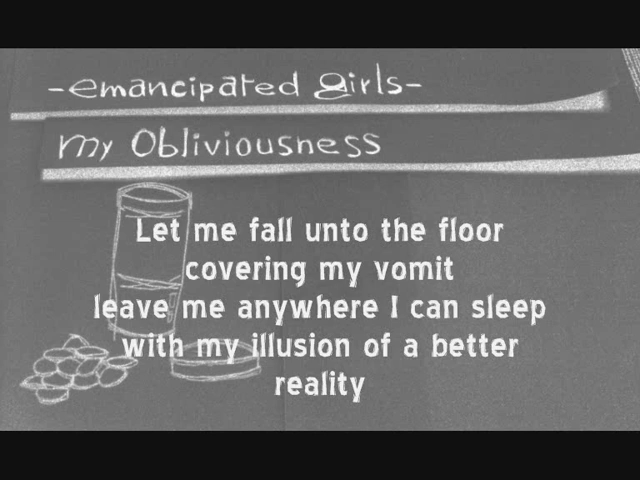 -emancipated girls-
my Obliviousness
Let me fall unto the floor
covering my vomit
leave me anywhere I can sleep
with my illusion of a better
reality